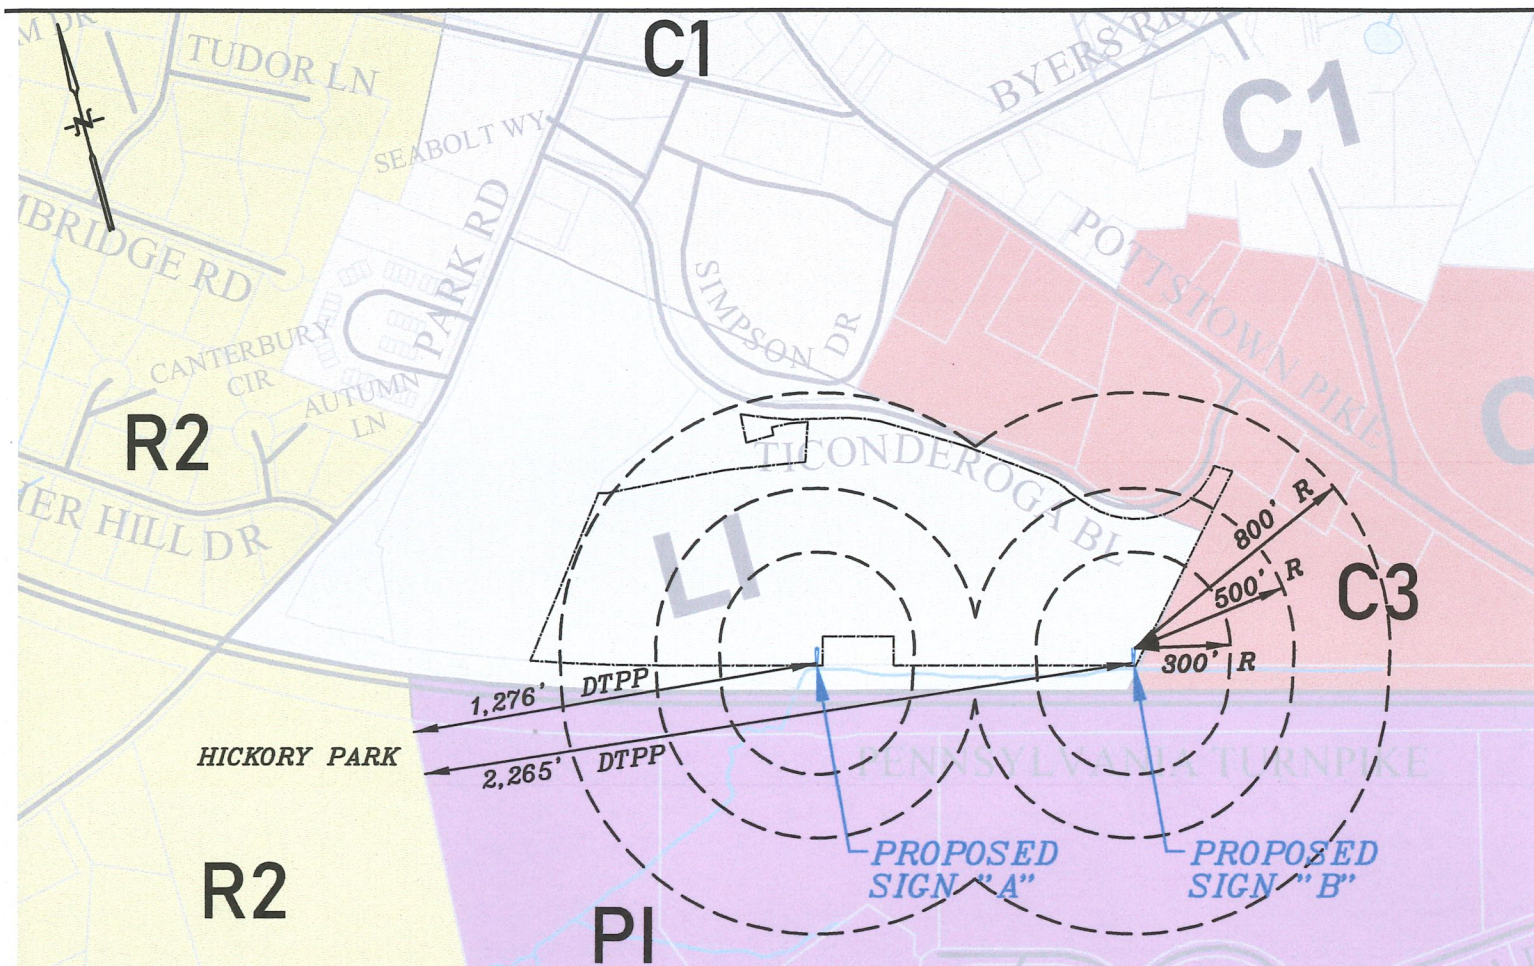 M DR
TUDOR LN
C1
BYERS RD
C1
N
SEABOLT WY
MBRIDGE RD
PARK RD
SIMPSON
DR
POTTSTOWN PIKE
CANTERBURY
CIR
AUTUMN
LN
R2
C
HER HILL DR
TICONDEROGA BL
LI
800' R
500' R
300' R
C3
1,276' DTPP
2,265' DTPP
HICKORY PARK
PENNSYLVANIA TURNPIKE
PROPOSED
SIGN "A"
PROPOSED
SIGN "B"
R2
PI